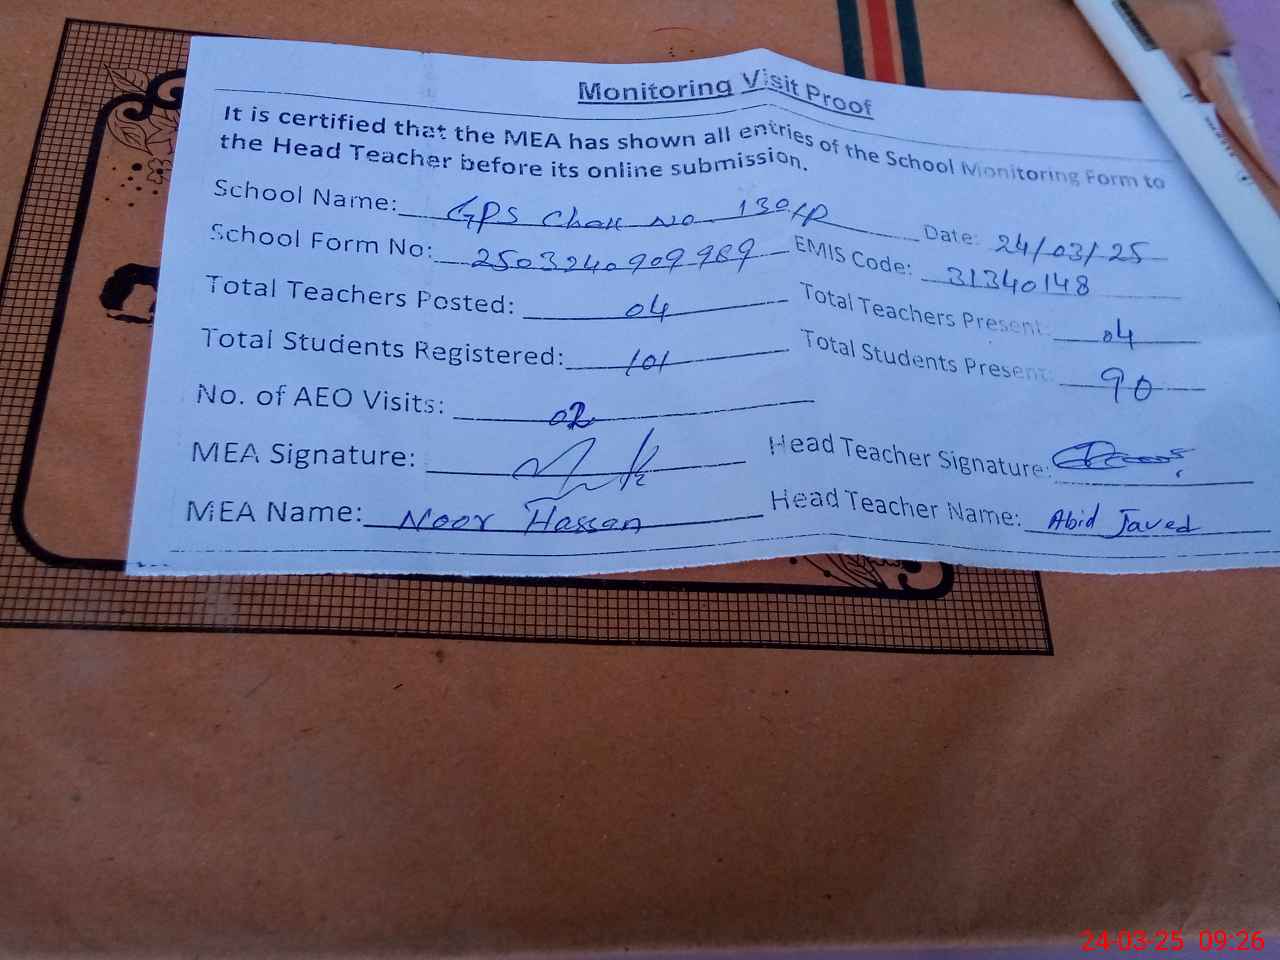 Monitoring Visit Proof
It is certified that the MEA has shown all entries of the School Monitoring Form to
the Head Teacher before its online submission.
School Name: GPS Chak No 130/P Date: 24/03/25
School Form No: 2503240909989 EMIS Code: 31340148
Total Teachers Posted: 04 Total Teachers Present: 04
Total Students Registered: 101 Total Students Present: 90
No. of AEO Visits: 02
MEA Signature: Head Teacher Signature:
MEA Name: Noor Hassan Head Teacher Name: Abid Javed
24-03-25 09:26